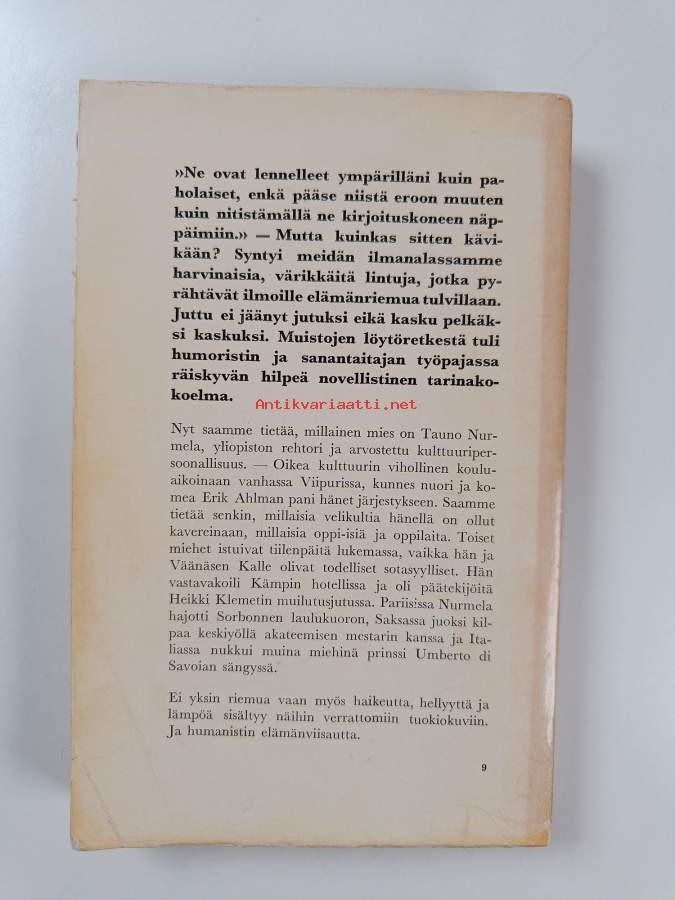 »Ne ovat lennelleet ympärilläni kuin pa-
holaiset, enkä pääse niistä eroon muuten
kuin nitistämällä ne kirjoituskoneen näp-
päimiin.» — Mutta kuinkas sitten kävi-
kään? Syntyi meidän ilmanalassamme
harvinaisia, värikkäitä lintuja, jotka py-
rähtävät ilmoille elämänriemua tulvillaan.
Juttu ei jäänyt jutuksi eikä kasku pelkäk-
si kaskuksi. Muistojen löytöretkestä tuli
humoristin ja sanantaitajan työpajassa
räiskyvän hilpeä novellistinen tarinako-
koelma.
Antikvariaatti.net
Nyt saamme tietää, millainen mies on Tauno Nur-
mela, yliopiston rehtori ja arvostettu kulttuuriper-
soonallisuus. — Oikea kulttuurin vihollinen koulu-
aikoinaan vanhassa Viipurissa, kunnes nuori ja ko-
mea Erik Ahlman pani hänet järjestykseen. Saamme
tietää senkin, millaisia velikultia hänellä on ollut
kavereinaan, millaisia oppi-isiä ja oppilaita. Toiset
miehet istuivat tiilenpäitä lukemassa, vaikka hän ja
Väänäsen Kalle olivat todelliset sotasyylliset. Hän
vastavakoili Kämpin hotellissa ja oli päätekijöitä
Heikki Klemetin muilutusjutussa. Pariisissa Nurmela
hajotti Sorbonnen laulukuoron, Saksassa juoksi kil-
paa keskiyöllä akateemisen mestarin kanssa ja Ita-
liassa nukkui muina miehinä prinssi Umberto di
Savoian sängyssä.
Ei yksin riemua vaan myös haikeutta, hellyyttä ja
lämpöä sisältyy näihin verrattomiin tuokiokuviin.
Ja humanistin elämänviisautta.
9